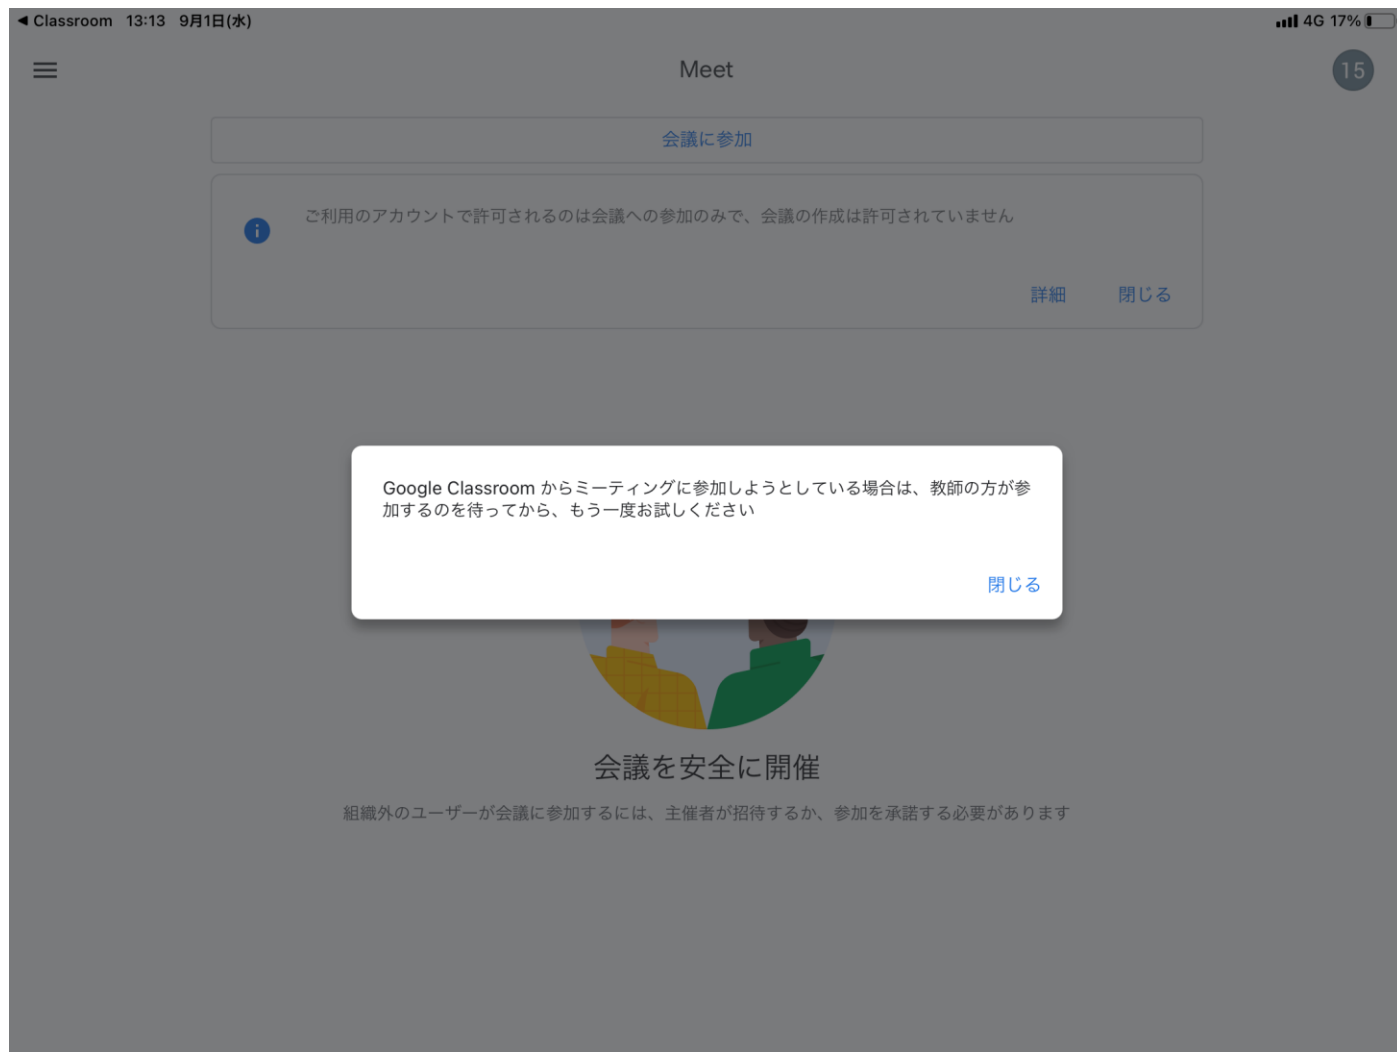 ◀ Classroom 13:13 9月1日(水) 4G 17%
Meet
15
会議に参加
ご利用のアカウントで許可されるのは会議への参加のみで、会議の作成は許可されていません
詳細 閉じる
Google Classroom からミーティングに参加しようとしている場合は、教師の方が参
加するのを待ってから、もう一度お試しください
閉じる
会議を安全に開催
組織外のユーザーが会議に参加するには、主催者が招待するか、参加を承諾する必要があります